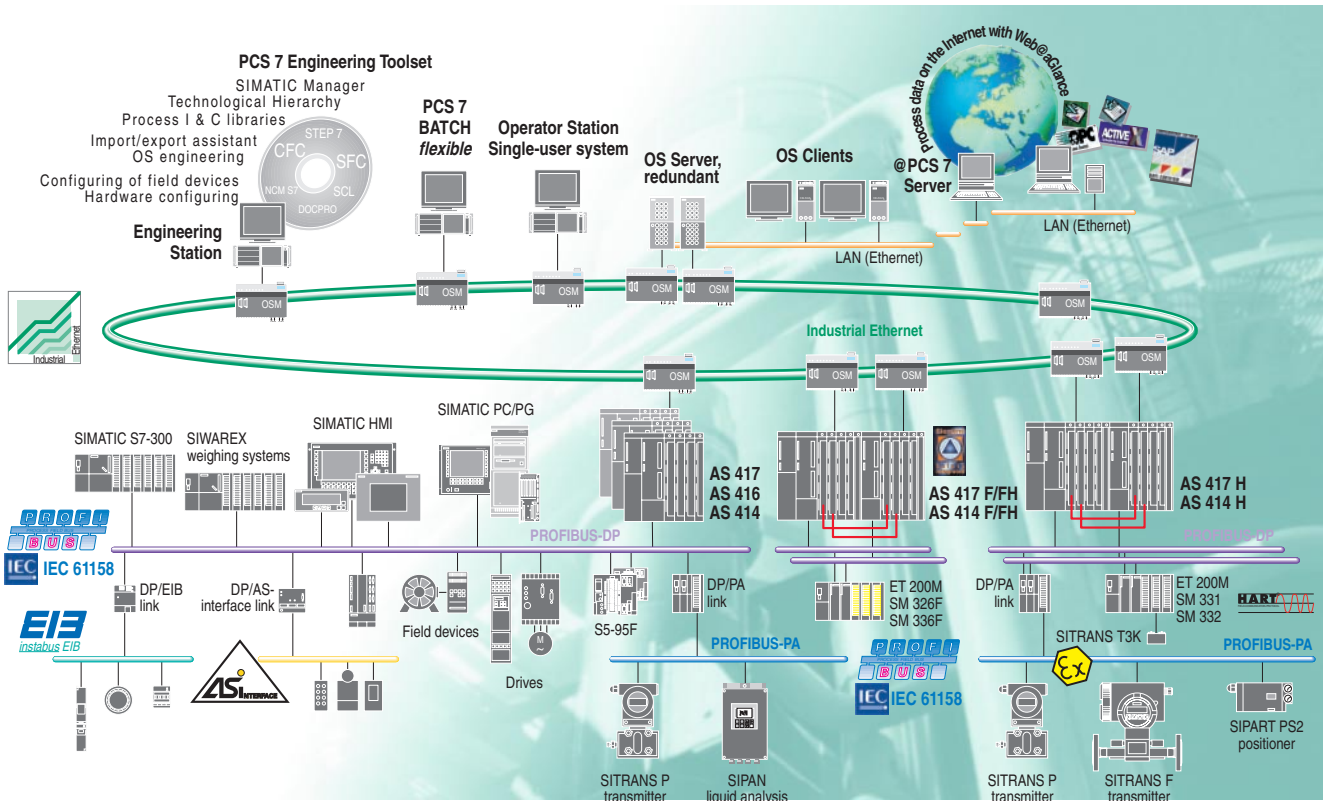 PCS 7 Engineering Toolset
SIMATIC Manager
Technological Hierarchy
Process I & C libraries
Import/export assistant
OS engineering
Configuring of field devices
Hardware configuring
STEP 7
CFC
SFC
NCM S7
SCL
DOCPRO
Engineering
Station
PCS 7
BATCH
flexible
Operator Station
Single-user system
OS Server,
redundant
OS Clients
Process data on the Internet with Web@aGlance
@PCS 7
Server
OPC
ACTIVE X
SAP
LAN (Ethernet)
LAN (Ethernet)
OSM
OSM
OSM
OSM
OSM
OSM
Industrial
Ethernet
Industrial Ethernet
OSM
OSM
OSM
OSM
OSM
SIMATIC S7-300
SIWAREX
weighing systems
SIMATIC HMI
SIMATIC PC/PG
AS 417
AS 416
AS 414
AS 417 F/FH
AS 414 F/FH
AS 417 H
AS 414 H
PROFI
BUS
IEC
IEC 61158
PROFIBUS-DP
PROFIBUS-DP
DP/EIB
link
DP/AS-
interface link
Field devices
Drives
M
~
S5-95F
DP/PA
link
ET 200M
SM 326F
SM 336F
DP/PA
link
ET 200M
SM 331
SM 332
HART
SITRANS T3K
EIB
instabus EIB
ASi
INTERFACE
PROFIBUS-PA
PROFI
BUS
IEC
IEC 61158
Ex
PROFIBUS-PA
SITRANS P
transmitter
SIPAN
liquid analysis
SITRANS P
transmitter
SITRANS F
transmitter
SIPART PS2
positioner